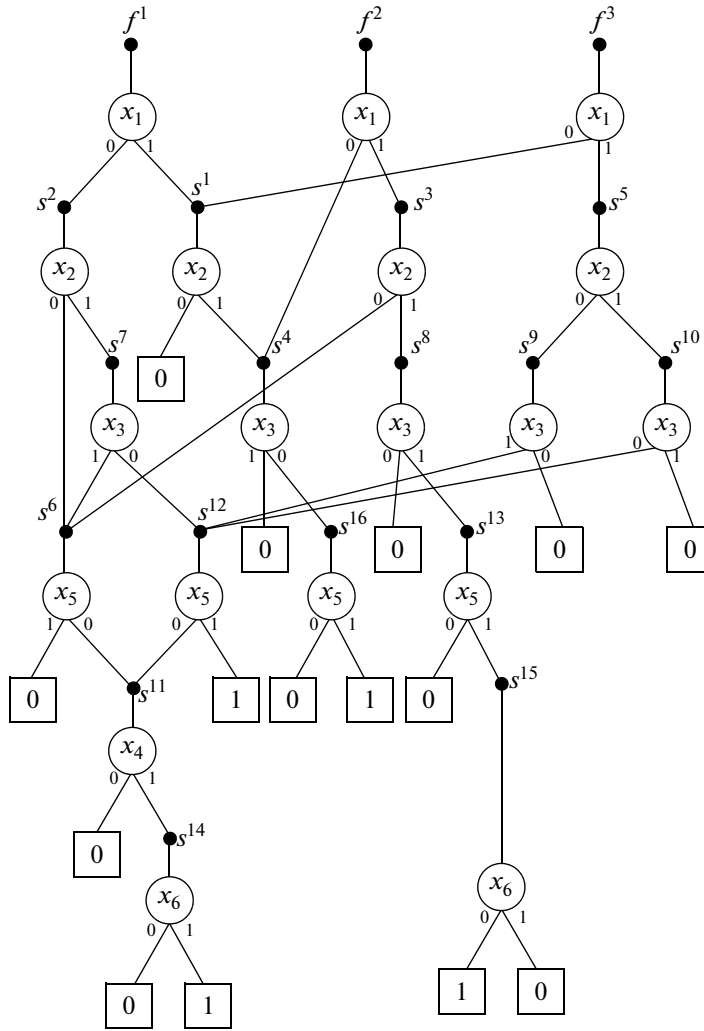 f¹ f² f³
x₁ x₁ x₁
0 1 0 1 0 1
s² s¹ s³ s⁵
x₂ x₂ x₂ x₂
0 1 0 1 0 1 0 1
s⁷ s⁴ s⁸ s⁹ s¹⁰
0
x₃ x₃ x₃ x₃ x₃
1 0 1 0 0 1 1 0 0 1
s⁶ s¹² s¹⁶ s¹³
0 0 0 0
x₅ x₅ x₅ x₅
1 0 0 1 0 1 0 1
s¹¹ s¹⁵
0 1 0 1 0
x₄
0 1
s¹⁴
0
x₆ x₆
0 1 0 1
0 1 1 0